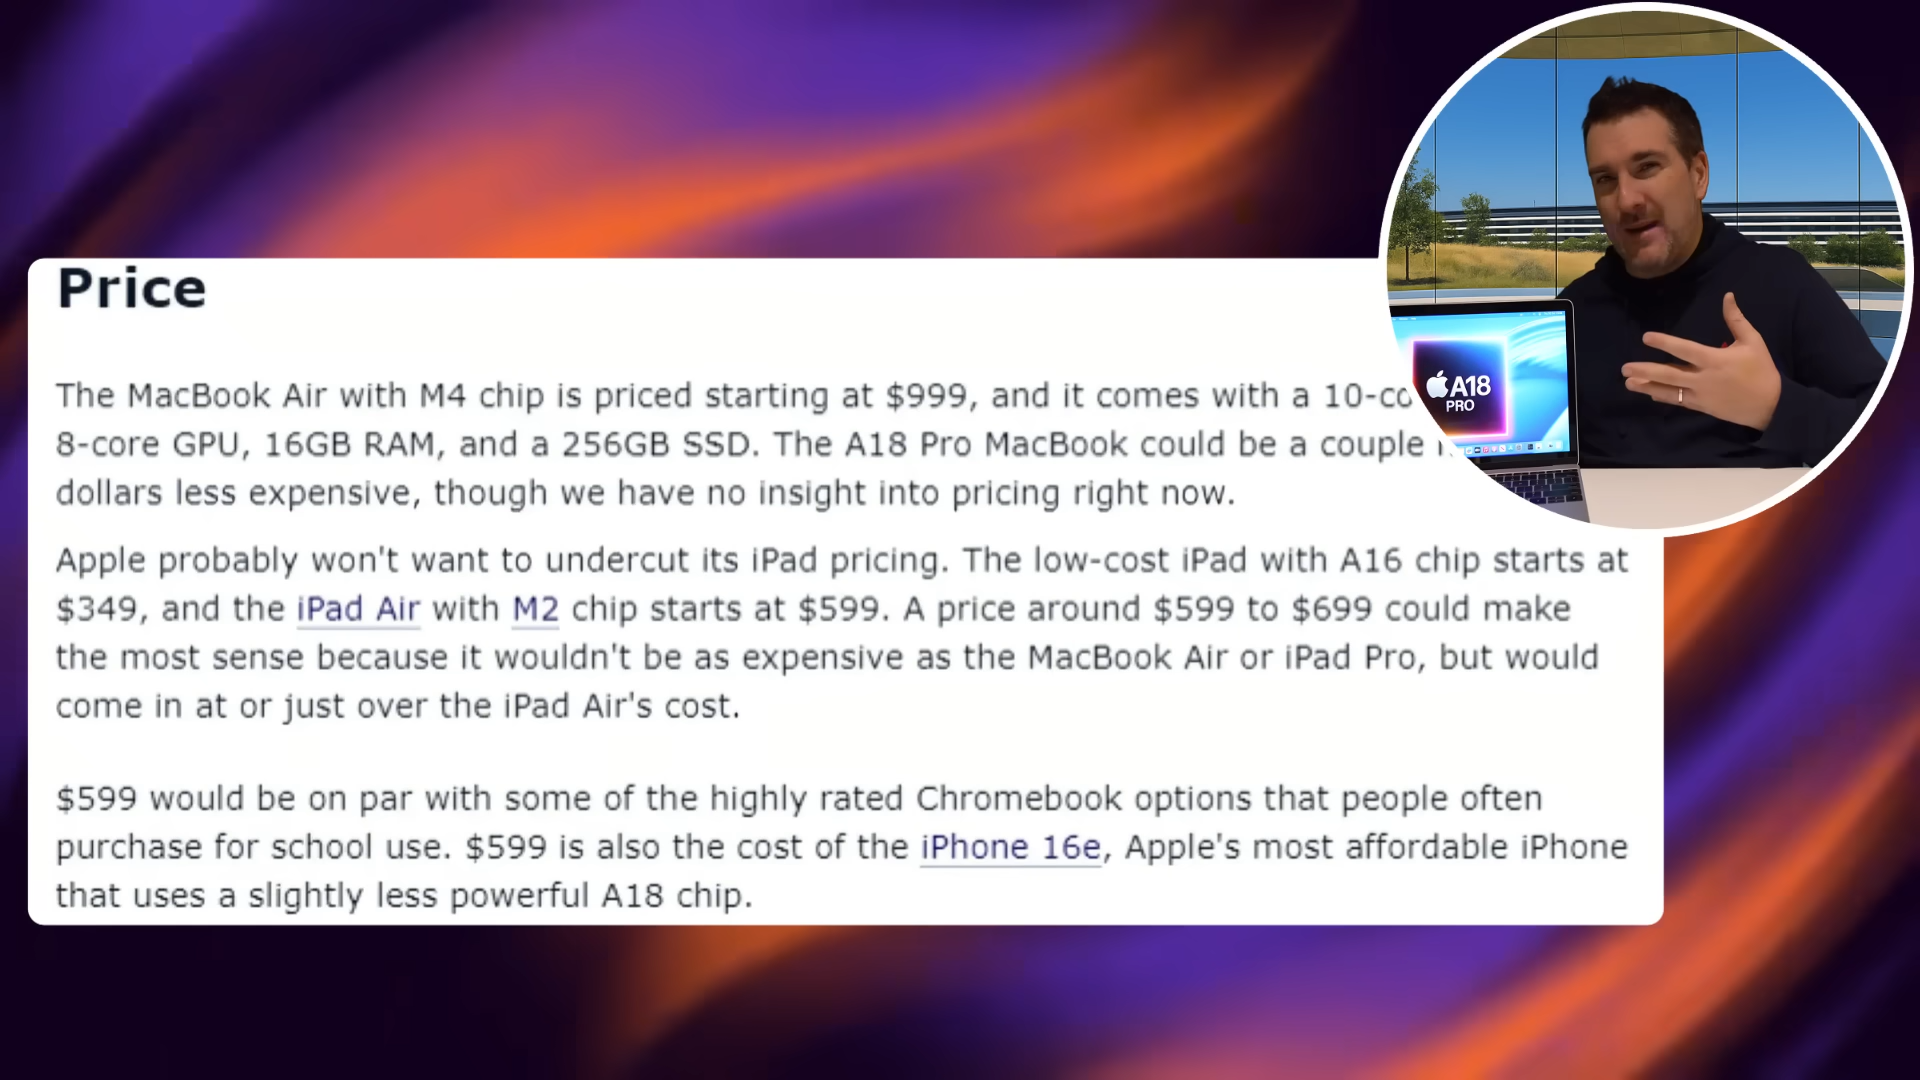 Price
The MacBook Air with M4 chip is priced starting at $999, and it comes with a 10-co
8-core GPU, 16GB RAM, and a 256GB SSD. The A18 Pro MacBook could be a couple
dollars less expensive, though we have no insight into pricing right now.
Apple probably won't want to undercut its iPad pricing. The low-cost iPad with A16 chip starts at
$349, and the iPad Air with M2 chip starts at $599. A price around $599 to $699 could make
the most sense because it wouldn't be as expensive as the MacBook Air or iPad Pro, but would
come in at or just over the iPad Air's cost.
$599 would be on par with some of the highly rated Chromebook options that people often
purchase for school use. $599 is also the cost of the iPhone 16e, Apple's most affordable iPhone
that uses a slightly less powerful A18 chip.
A18
PRO